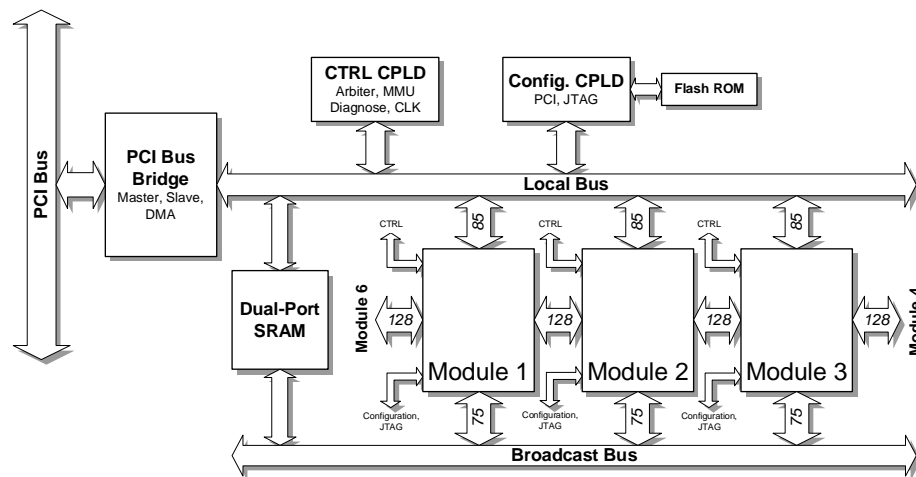 CTRL CPLD
Arbiter, MMU
Diagnose, CLK
Config. CPLD
PCI, JTAG
Flash ROM
PCI Bus
PCI Bus
Bridge
Master, Slave,
DMA
Local Bus
85
85
85
CTRL
CTRL
CTRL
Dual-Port
SRAM
Module 6
128
128
128
128
Module 4
Module 1
Module 2
Module 3
Configuration,
JTAG
Configuration,
JTAG
Configuration,
JTAG
75
75
75
Broadcast Bus